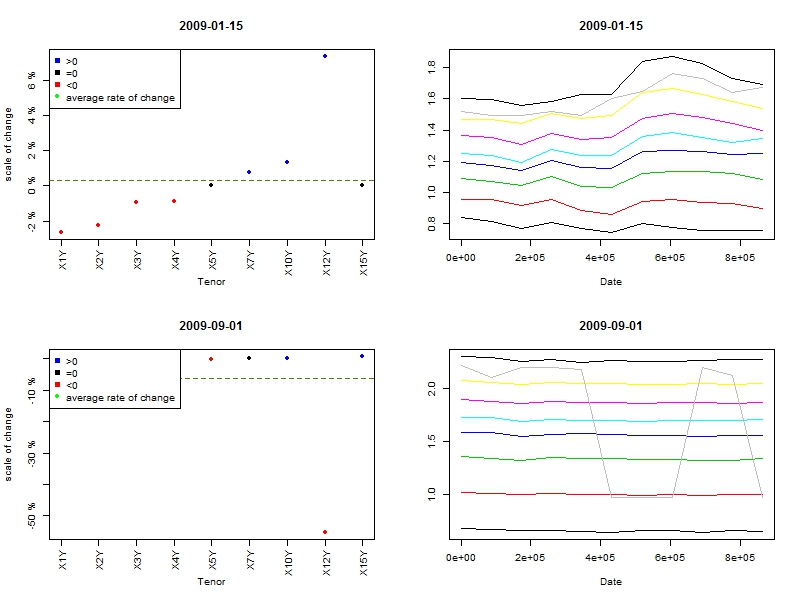 2009-01-15
scale of change
-2 % 0 % 2 % 4 % 6 %
>0
=0
<0
average rate of change
X1Y X2Y X3Y X4Y X5Y X7Y X10Y X12Y X15Y
Tenor
2009-01-15
0.8 1.0 1.2 1.4 1.6 1.8
0e+00 2e+05 4e+05 6e+05 8e+05
Date
2009-09-01
scale of change
-50 % -30 % -10 %
>0
=0
<0
average rate of change
X1Y X2Y X3Y X4Y X5Y X7Y X10Y X12Y X15Y
Tenor
2009-09-01
1.0 1.5 2.0
0e+00 2e+05 4e+05 6e+05 8e+05
Date